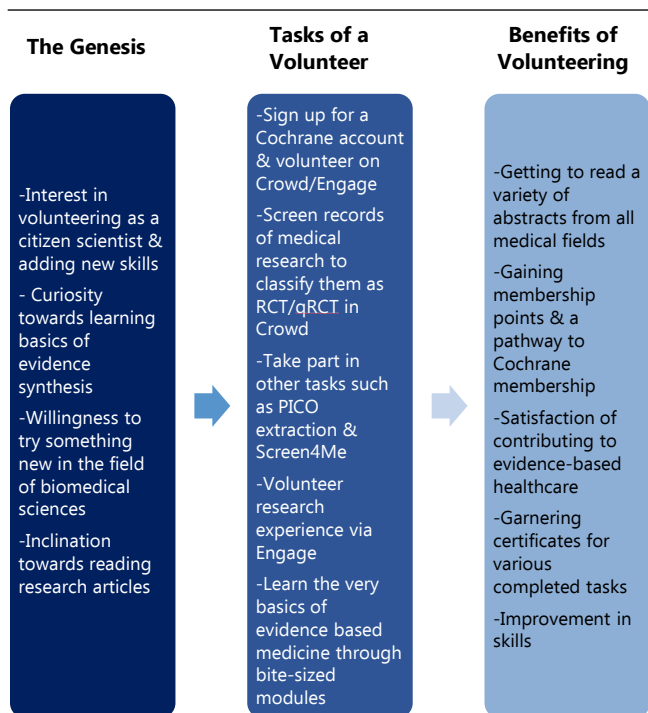 The Genesis
-Interest in
volunteering as a
citizen scientist &
adding new skills
- Curiosity
towards learning
basics of
evidence
synthesis
-Willingness to
try something
new in the field
of biomedical
sciences
-Inclination
towards reading
research articles
Tasks of a
Volunteer
-Sign up for a
Cochrane account
& volunteer on
Crowd/Engage
-Screen records
of medical
research to
classify them as
RCT/qRCT in
Crowd
-Take part in
other tasks such
as PICO
extraction &
Screen4Me
-Volunteer
research
experience via
Engage
-Learn the very
basics of
evidence based
medicine through
bite-sized
modules
Benefits of
Volunteering
-Getting to read a
variety of
abstracts from all
medical fields
-Gaining
membership
points & a
pathway to
Cochrane
membership
-Satisfaction of
contributing to
evidence-based
healthcare
-Garnering
certificates for
various
completed tasks
-Improvement in
skills